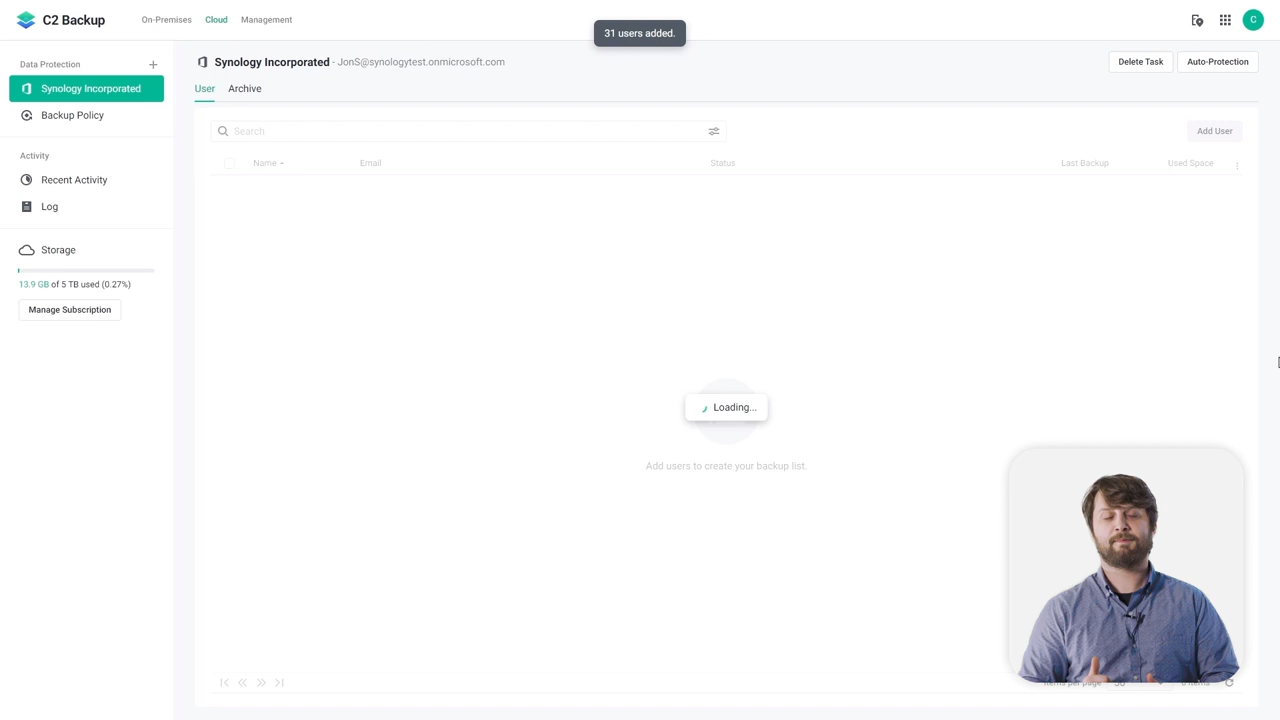 C2 Backup
On-Premises
Cloud
Management
31 users added.
C
Data Protection
Synology Incorporated
Backup Policy
Activity
Recent Activity
Log
Storage
13.9 GB of 5 TB used (0.27%)
Manage Subscription
Synology Incorporated - JonS@synologytest.onmicrosoft.com
Delete Task
Auto-Protection
User
Archive
Search
Add User
Name
Email
Status
Last Backup
Used Space
Loading...
Add users to create your backup list.
Items per page